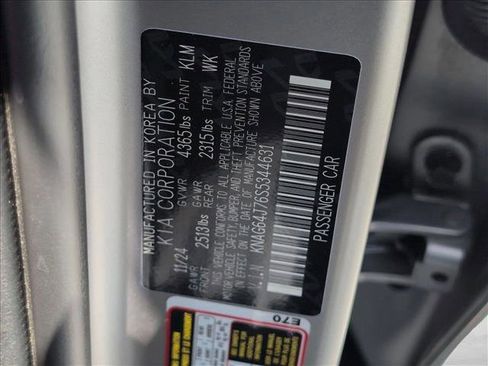 MANUFACTURED IN KOREA BY
KIA CORPORATION
11/24 GVWR 4365lbs PAINT KLM
GAWR FRONT 2513lbs GAWR REAR 2315lbs TRIM WK
THIS VEHICLE CONFORMS TO ALL APPLICABLE U.S.A FEDERAL
MOTOR VEHICLE SAFETY, BUMPER, AND THEFT PREVENTION STANDARDS
IN EFFECT ON THE DATE OF MANUFACTURE SHOWN ABOVE
V.I.N KNAGG64J76S5344631
PASSENGER CAR
E70